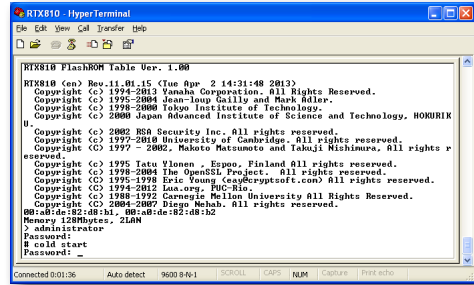 RTX810 - HyperTerminal
File Edit View Call Transfer Help
RTX810 FlashROM Table Ver. 1.00
RTX810 (en) Rev.11.01.15 (Tue Apr 2 14:31:48 2013)
Copyright (c) 1994-2013 Yamaha Corporation. All Rights Reserved.
Copyright (c) 1995-2004 Jean-loup Gailly and Mark Adler.
Copyright (c) 1998-2000 Tokyo Institute of Technology.
Copyright (c) 2000 Japan Advanced Institute of Science and Technology, HOKURIK
U.
Copyright (c) 2002 RSA Security Inc. All rights reserved.
Copyright (c) 1997-2010 University of Cambridge. All rights reserved.
Copyright (C) 1997 - 2002, Makoto Matsumoto and Takuji Nishimura, All rights r
eserved.
Copyright (c) 1995 Tatu Ylonen , Espoo, Finland All rights reserved.
Copyright (c) 1998-2004 The OpenSSL Project. All rights reserved.
Copyright (C) 1995-1998 Eric Young (eay@cryptsoft.com) All rights reserved.
Copyright (C) 1994-2012 Lua.org, PUC-Rio.
Copyright (c) 1988-1992 Carnegie Mellon University All Rights Reserved.
Copyright (C) 2004-2007 Diego Nehab. All rights reserved.
00:a0:de:82:d8:b1, 00:a0:de:82:d8:b2
Memory 128Mbytes, 2LAN
> administrator
Password:
# cold start
Password: _
Connected 0:01:36 Auto detect 9600 8-N-1 SCROLL CAPS NUM Capture Print echo